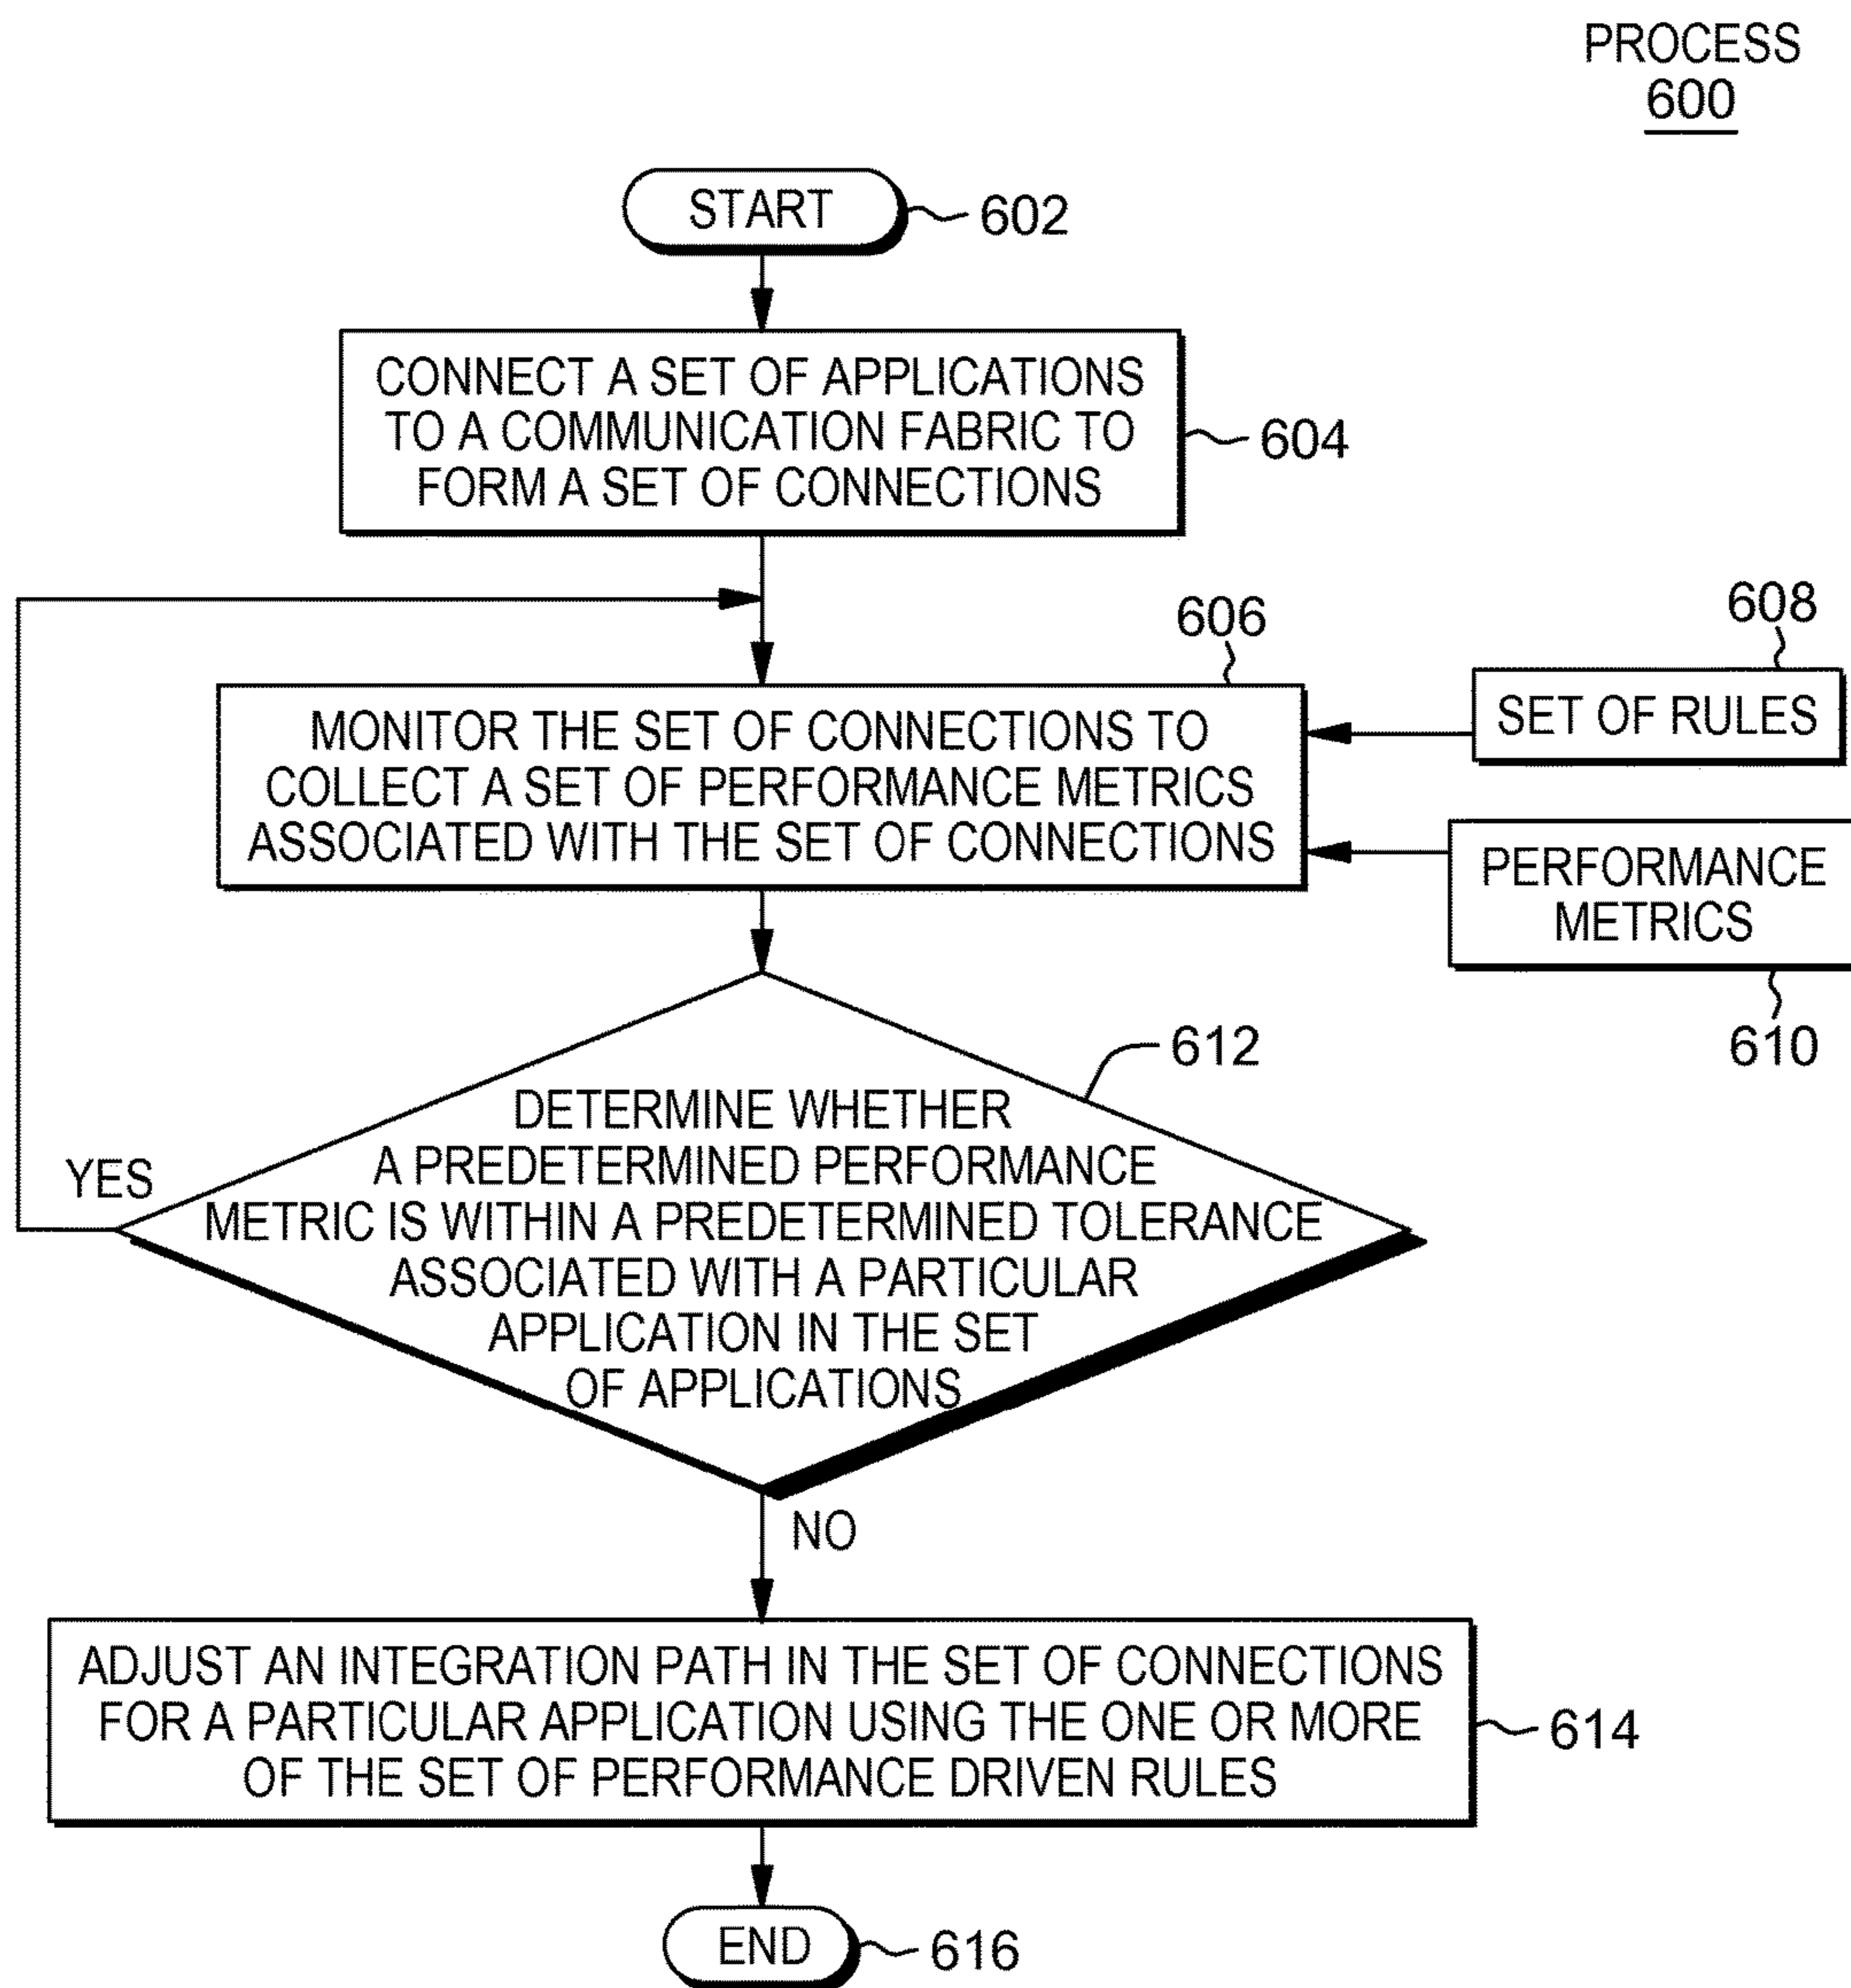 PROCESS
600
START
602
CONNECT A SET OF APPLICATIONS
TO A COMMUNICATION FABRIC TO
FORM A SET OF CONNECTIONS
604
606
608
MONITOR THE SET OF CONNECTIONS TO
COLLECT A SET OF PERFORMANCE METRICS
ASSOCIATED WITH THE SET OF CONNECTIONS
SET OF RULES
PERFORMANCE
METRICS
610
612
DETERMINE WHETHER
A PREDETERMINED PERFORMANCE
METRIC IS WITHIN A PREDETERMINED TOLERANCE
ASSOCIATED WITH A PARTICULAR
APPLICATION IN THE SET
OF APPLICATIONS
YES
NO
ADJUST AN INTEGRATION PATH IN THE SET OF CONNECTIONS
FOR A PARTICULAR APPLICATION USING THE ONE OR MORE
OF THE SET OF PERFORMANCE DRIVEN RULES
614
END
616